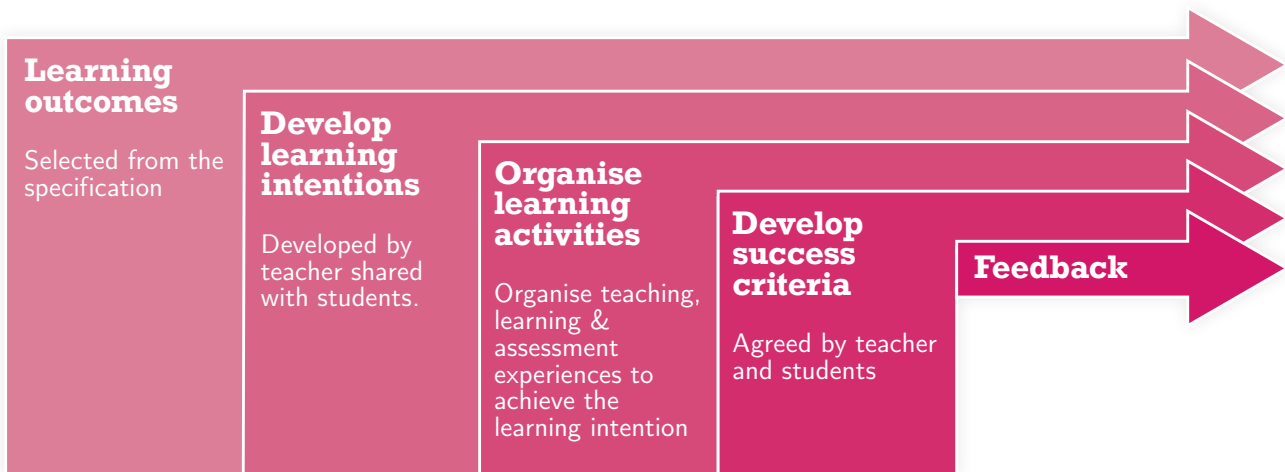 Learning
outcomes
Selected from the
specification
Develop
learning
intentions
Developed by
teacher shared
with students.
Organise
learning
activities
Organise teaching,
learning &
assessment
experiences to
achieve the
learning intention
Develop
success
criteria
Agreed by teacher
and students
Feedback